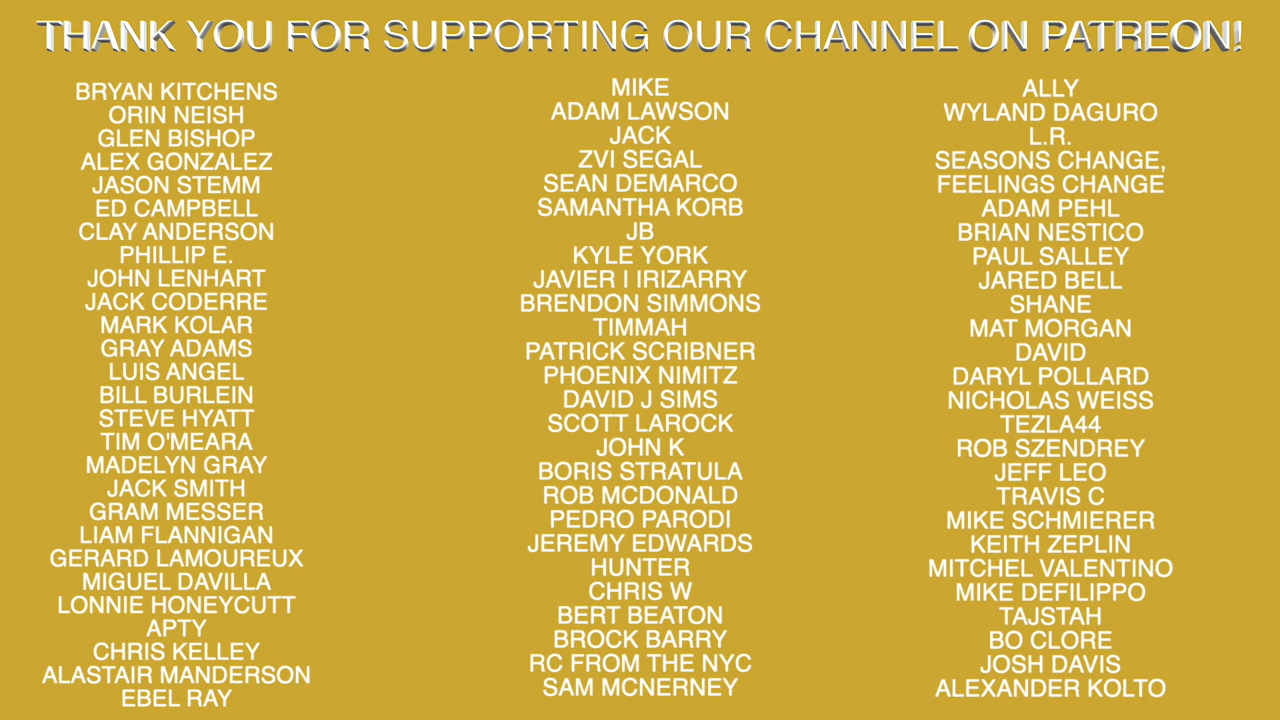 THANK YOU FOR SUPPORTING OUR CHANNEL ON PATREON!
BRYAN KITCHENS
ORIN NEISH
GLEN BISHOP
ALEX GONZALEZ
JASON STEMM
ED CAMPBELL
CLAY ANDERSON
PHILLIP E.
JOHN LENHART
JACK CODERRE
MARK KOLAR
GRAY ADAMS
LUIS ANGEL
BILL BURLEIN
STEVE HYATT
TIM O'MEARA
MADELYN GRAY
JACK SMITH
GRAM MESSER
LIAM FLANNIGAN
GERARD LAMOUREUX
MIGUEL DAVILLA
LONNIE HONEYCUTT
APTY
CHRIS KELLEY
ALASTAIR MANDERSON
EBEL RAY
MIKE
ADAM LAWSON
JACK
ZVI SEGAL
SEAN DEMARCO
SAMANTHA KORB
JB
KYLE YORK
JAVIER I IRIZARRY
BRENDON SIMMONS
TIMMAH
PATRICK SCRIBNER
PHOENIX NIMITZ
DAVID J SIMS
SCOTT LAROCK
JOHN K
BORIS STRATULA
ROB MCDONALD
PEDRO PARODI
JEREMY EDWARDS
HUNTER
CHRIS W
BERT BEATON
BROCK BARRY
RC FROM THE NYC
SAM MCNERNEY
ALLY
WYLAND DAGURO
L.R.
SEASONS CHANGE,
FEELINGS CHANGE
ADAM PEHL
BRIAN NESTICO
PAUL SALLEY
JARED BELL
SHANE
MAT MORGAN
DAVID
DARYL POLLARD
NICHOLAS WEISS
TEZLA44
ROB SZENDREY
JEFF LEO
TRAVIS C
MIKE SCHMIERER
KEITH ZEPLIN
MITCHEL VALENTINO
MIKE DEFILIPPO
TAJSTAH
BO CLORE
JOSH DAVIS
ALEXANDER KOLTO